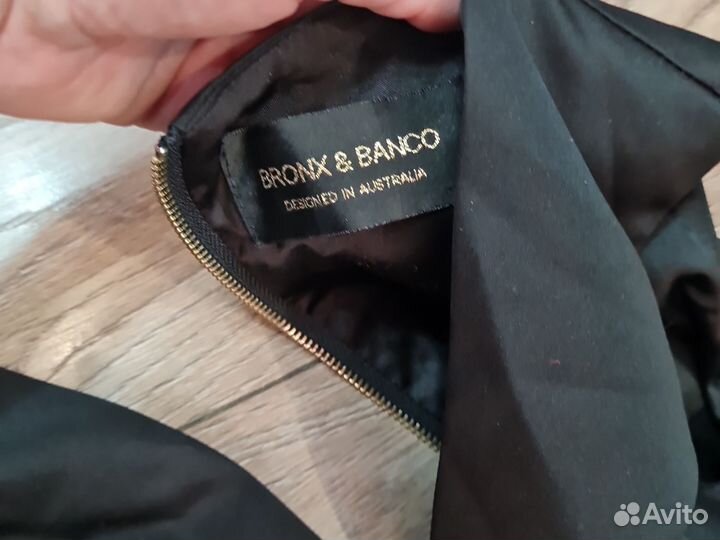 BRONX & BANCO
DESIGNED IN AUSTRALIA
Avito